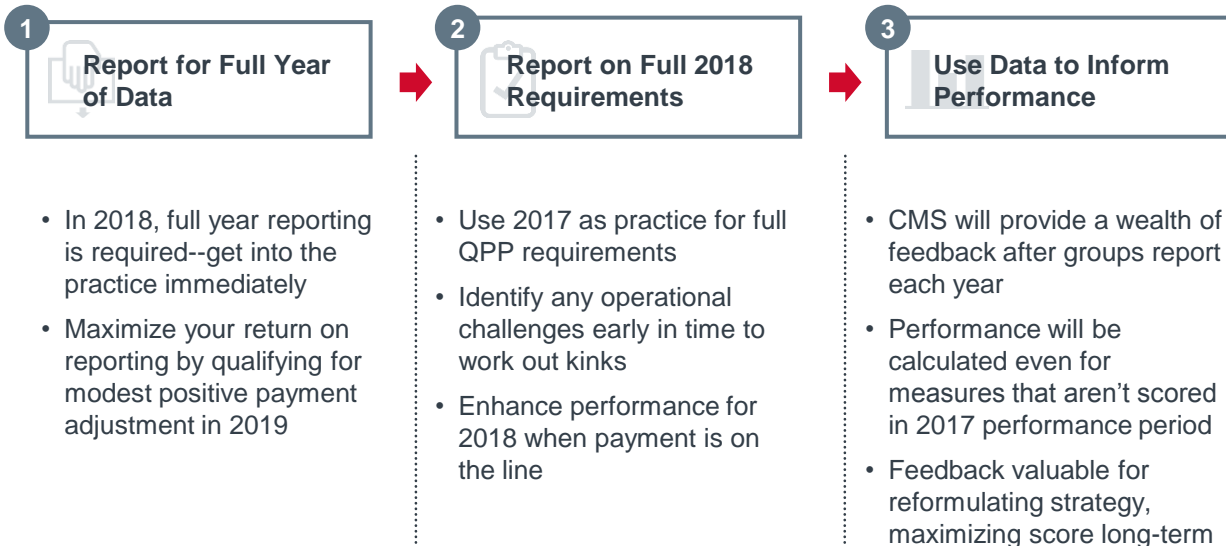 1
Report for Full Year
of Data
• In 2018, full year reporting
is required--get into the
practice immediately
• Maximize your return on
reporting by qualifying for
modest positive payment
adjustment in 2019
2
Report on Full 2018
Requirements
• Use 2017 as practice for full
QPP requirements
• Identify any operational
challenges early in time to
work out kinks
• Enhance performance for
2018 when payment is on
the line
3
Use Data to Inform
Performance
• CMS will provide a wealth of
feedback after groups report
each year
• Performance will be
calculated even for
measures that aren’t scored
in 2017 performance period
• Feedback valuable for
reformulating strategy,
maximizing score long-term